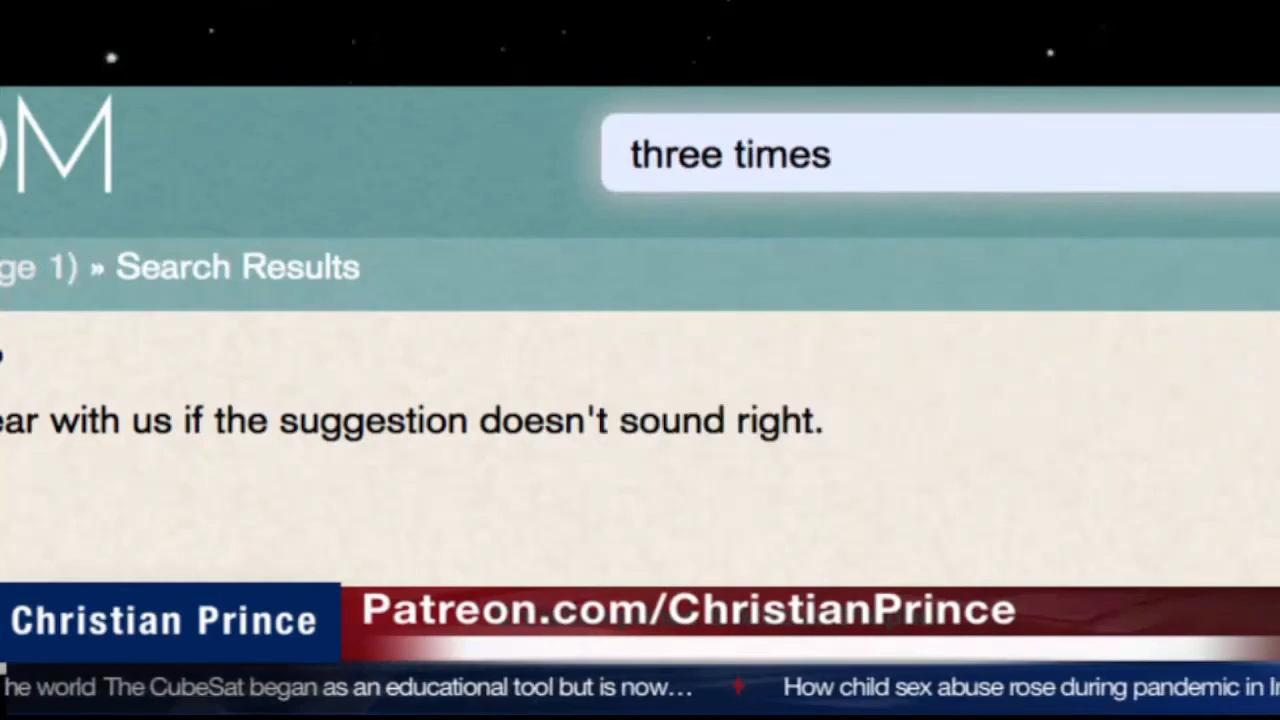 OM
three times
ge 1) » Search Results
ear with us if the suggestion doesn't sound right.
Christian Prince
Patreon.com/ChristianPrince
he world The CubeSat began as an educational tool but is now… How child sex abuse rose during pandemic in I